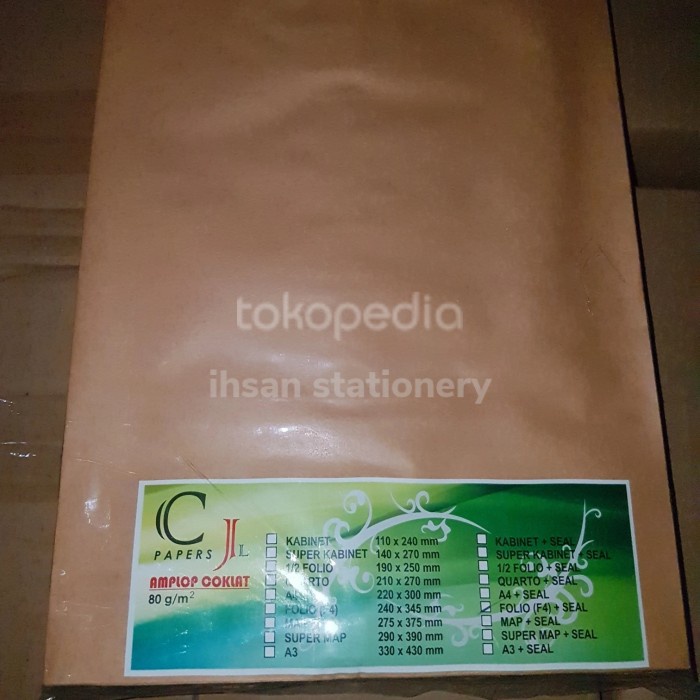 tokopedia
ihsan stationery
C
PAPERS JL
AMPLOP COKLAT
80 g/m²
KABINET 110 x 240 mm KABINET + SEAL
SUPER KABINET 140 x 270 mm SUPER KABINET + SEAL
1/2 FOLIO 190 x 250 mm 1/2 FOLIO + SEAL
QUARTO 210 x 270 mm QUARTO + SEAL
A4 220 x 300 mm A4 + SEAL
FOLIO (F4) 240 x 345 mm FOLIO (F4) + SEAL
MAP 275 x 375 mm MAP + SEAL
SUPER MAP 290 x 390 mm SUPER MAP + SEAL
A3 330 x 430 mm A3 + SEAL